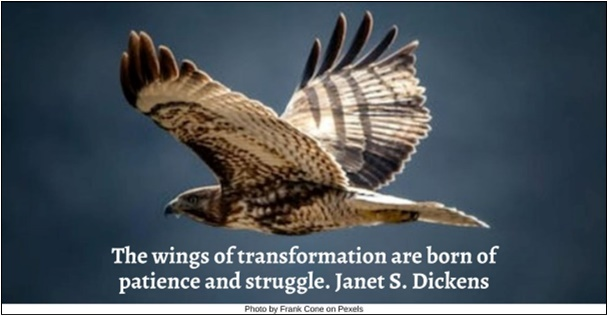 The wings of transformation are born of
patience and struggle. Janet S. Dickens
Photo by Frank Cone on Pexels